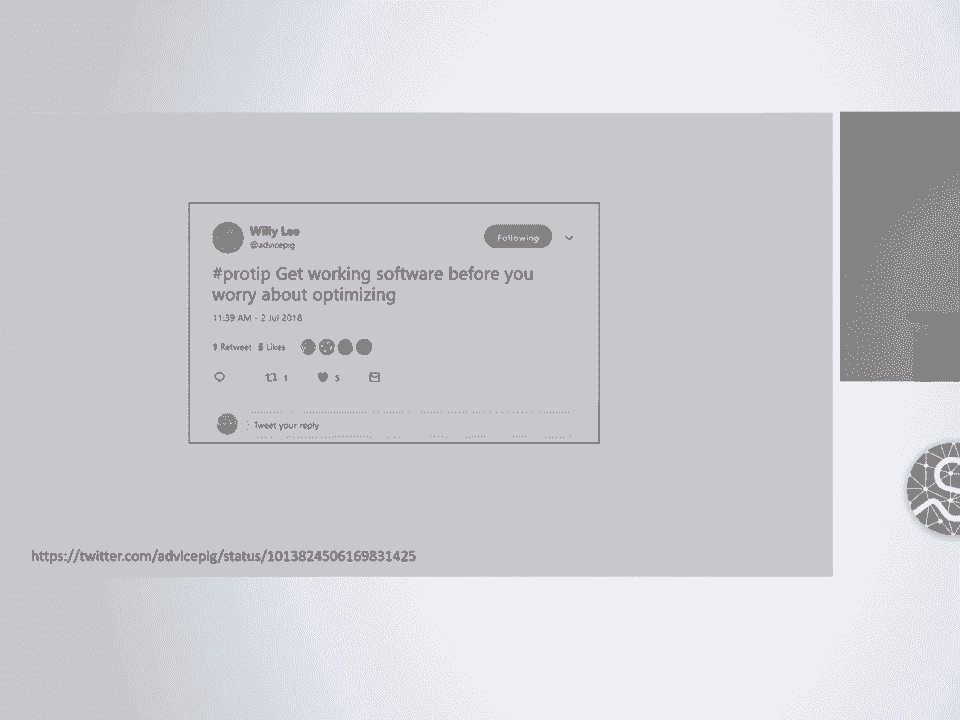 Willy Lee
@advicepig
Following
#protip Get working software before you
worry about optimizing
11:39 AM - 2 Jul 2018
1 Retweet 5 Likes
1 5
Tweet your reply
https://twitter.com/advicepig/status/1013824506169831425